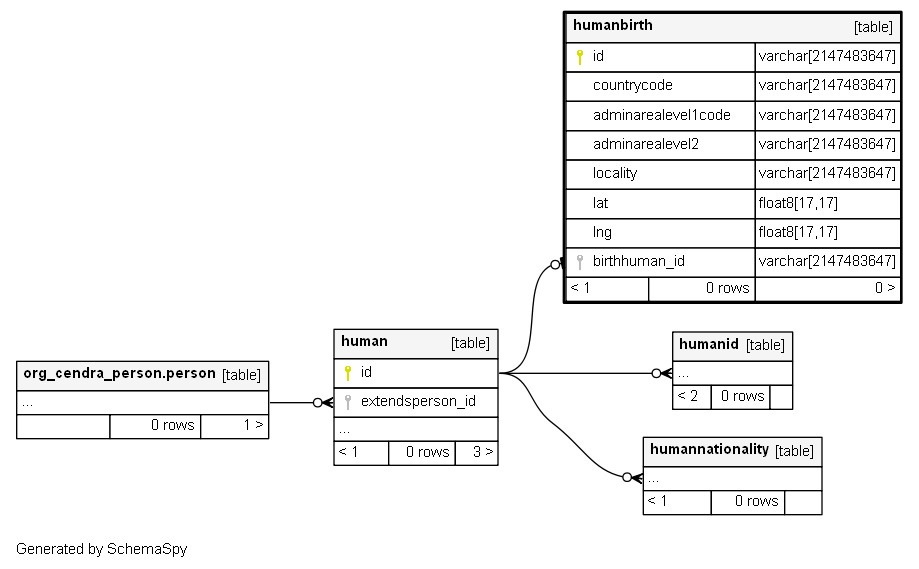 humanbirth [table]
id varchar[2147483647]
countrycode varchar[2147483647]
adminarealevel1code varchar[2147483647]
adminarealevel2 varchar[2147483647]
locality varchar[2147483647]
lat float8[17,17]
lng float8[17,17]
birthhuman_id varchar[2147483647]
< 1 0 rows 0 >
human [table]
id
extendsperson_id
...
< 1 0 rows 3 >
humanid [table]
...
< 2 0 rows
org_cendra_person.person [table]
...
0 rows 1 >
humannationality [table]
...
< 1 0 rows
Generated by SchemaSpy